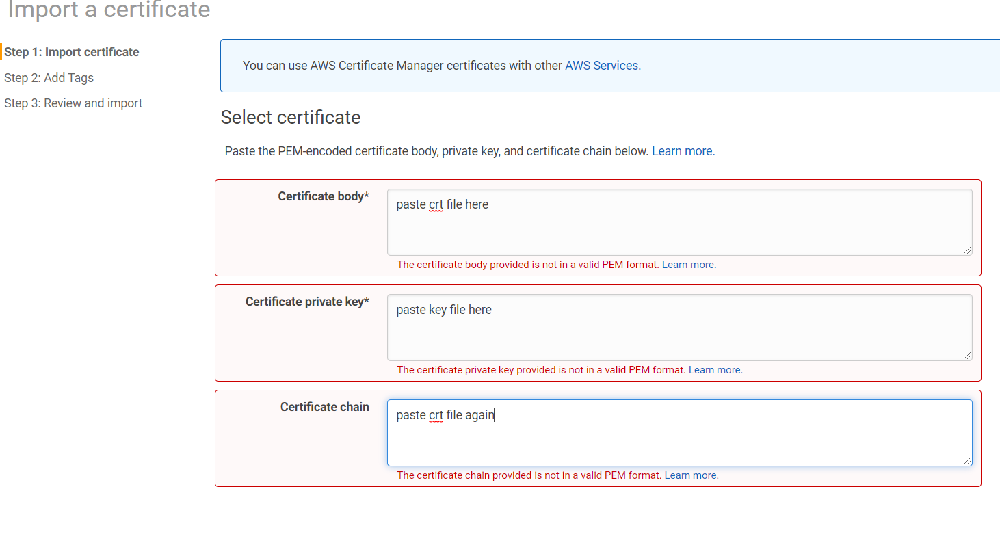 Import a certificate
Step 1: Import certificate
Step 2: Add Tags
Step 3: Review and import
You can use AWS Certificate Manager certificates with other AWS Services.
Select certificate
Paste the PEM-encoded certificate body, private key, and certificate chain below. Learn more.
Certificate body*
paste crt file here
The certificate body provided is not in a valid PEM format. Learn more.
Certificate private key*
paste key file here
The certificate private key provided is not in a valid PEM format. Learn more.
Certificate chain
paste crt file again
The certificate chain provided is not in a valid PEM format. Learn more.